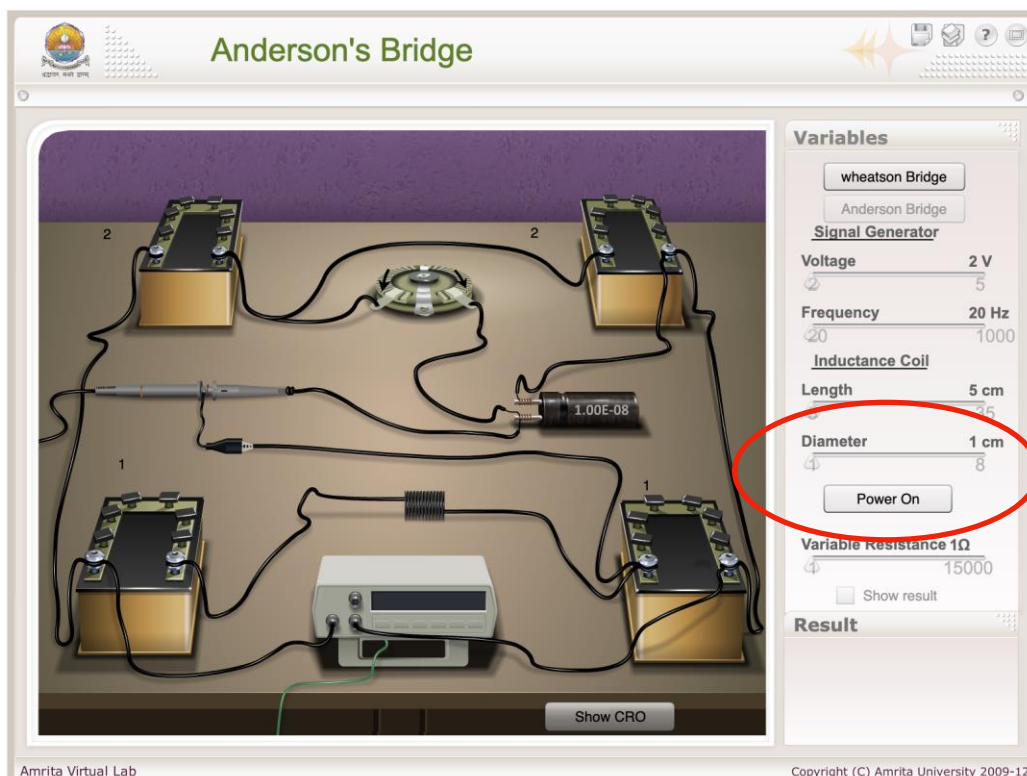 Anderson's Bridge
?
Variables
wheatson Bridge
Anderson Bridge
Signal Generator
Voltage 2 V
2 5
Frequency 20 Hz
20 1000
Inductance Coil
Length 5 cm
35
Diameter 1 cm
1 8
Power On
Variable Resistance 1Ω
1 15000
Show result
Result
2
2
1.00E-08
1
1
Show CRO
Amrita Virtual Lab
Copyright (C) Amrita University 2009-12